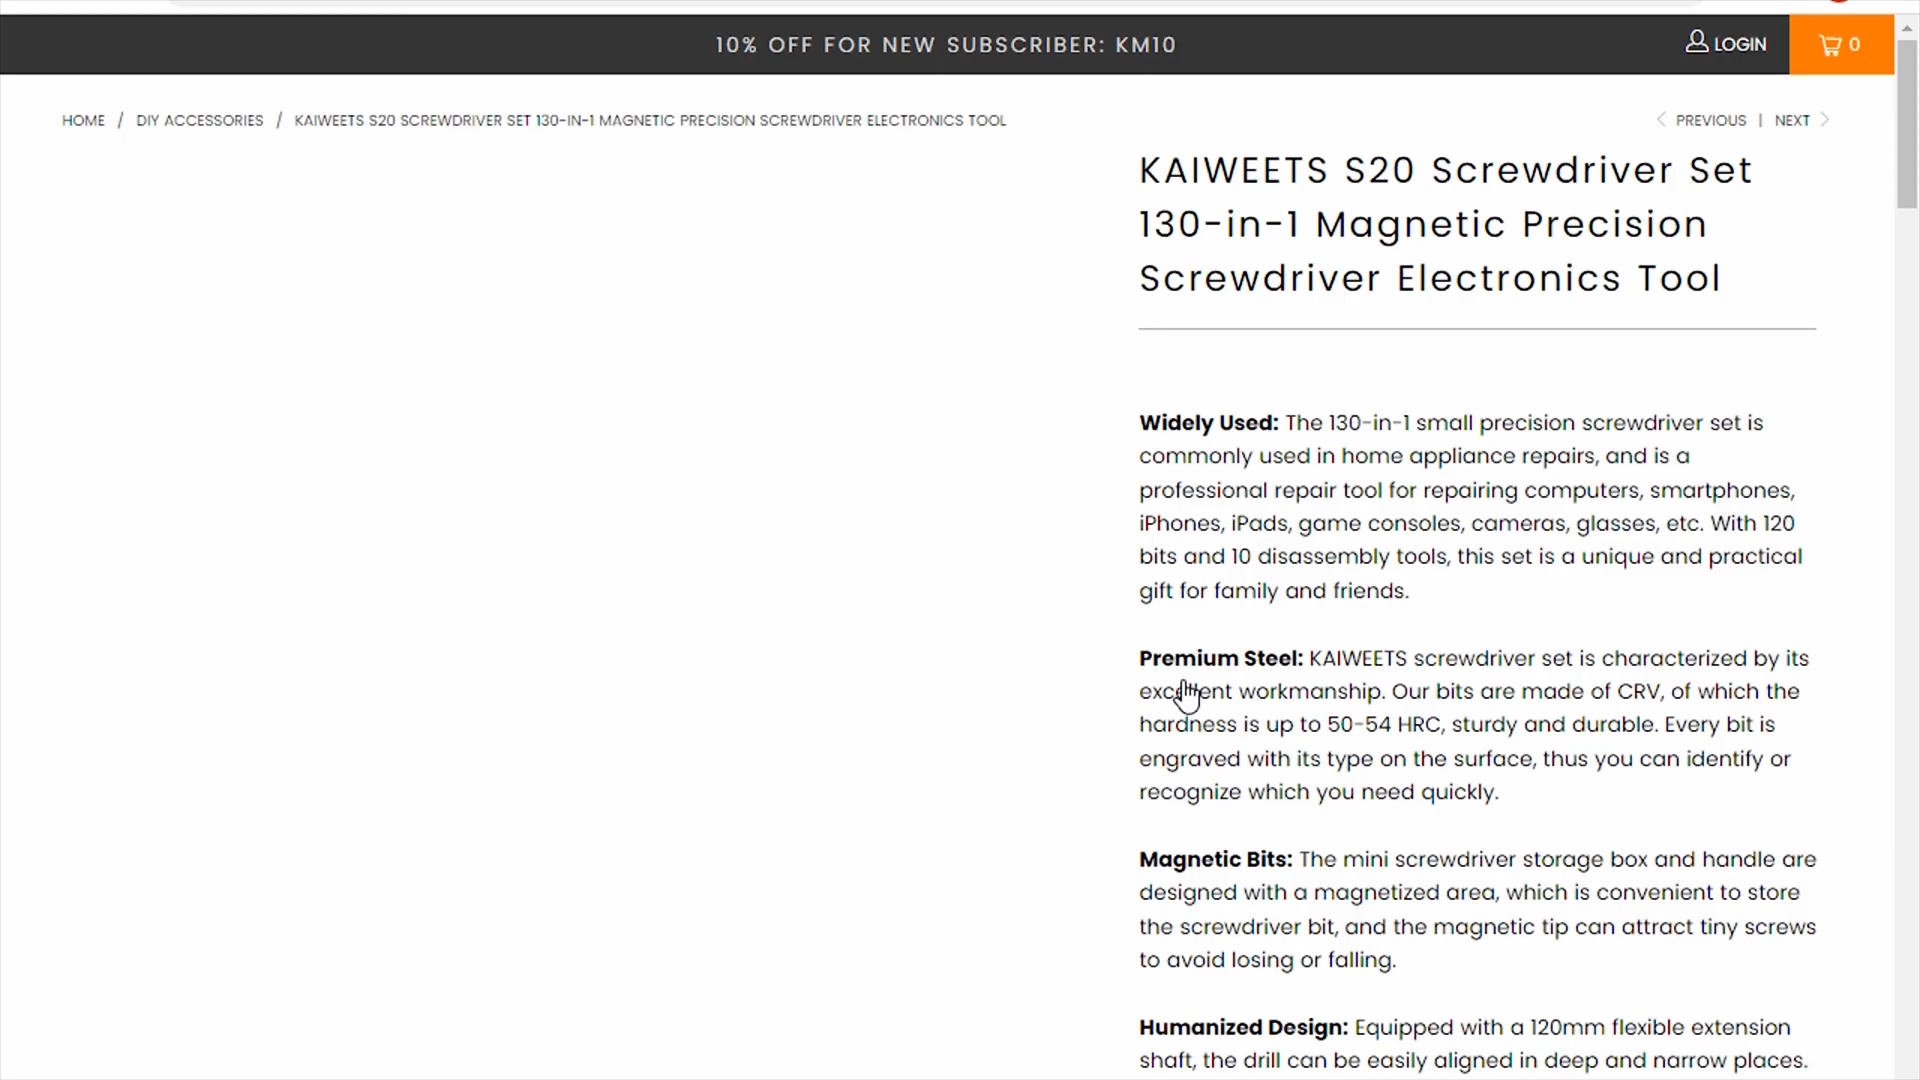 10% OFF FOR NEW SUBSCRIBER: KM10
LOGIN
0
HOME / DIY ACCESSORIES / KAIWEETS S20 SCREWDRIVER SET 130-IN-1 MAGNETIC PRECISION SCREWDRIVER ELECTRONICS TOOL
PREVIOUS | NEXT
KAIWEETS S20 Screwdriver Set
130-in-1 Magnetic Precision
Screwdriver Electronics Tool
Widely Used: The 130-in-1 small precision screwdriver set is
commonly used in home appliance repairs, and is a
professional repair tool for repairing computers, smartphones,
iPhones, iPads, game consoles, cameras, glasses, etc. With 120
bits and 10 disassembly tools, this set is a unique and practical
gift for family and friends.
Premium Steel: KAIWEETS screwdriver set is characterized by its
excellent workmanship. Our bits are made of CRV, of which the
hardness is up to 50-54 HRC, sturdy and durable. Every bit is
engraved with its type on the surface, thus you can identify or
recognize which you need quickly.
Magnetic Bits: The mini screwdriver storage box and handle are
designed with a magnetized area, which is convenient to store
the screwdriver bit, and the magnetic tip can attract tiny screws
to avoid losing or falling.
Humanized Design: Equipped with a 120mm flexible extension
shaft, the drill can be easily aligned in deep and narrow places.